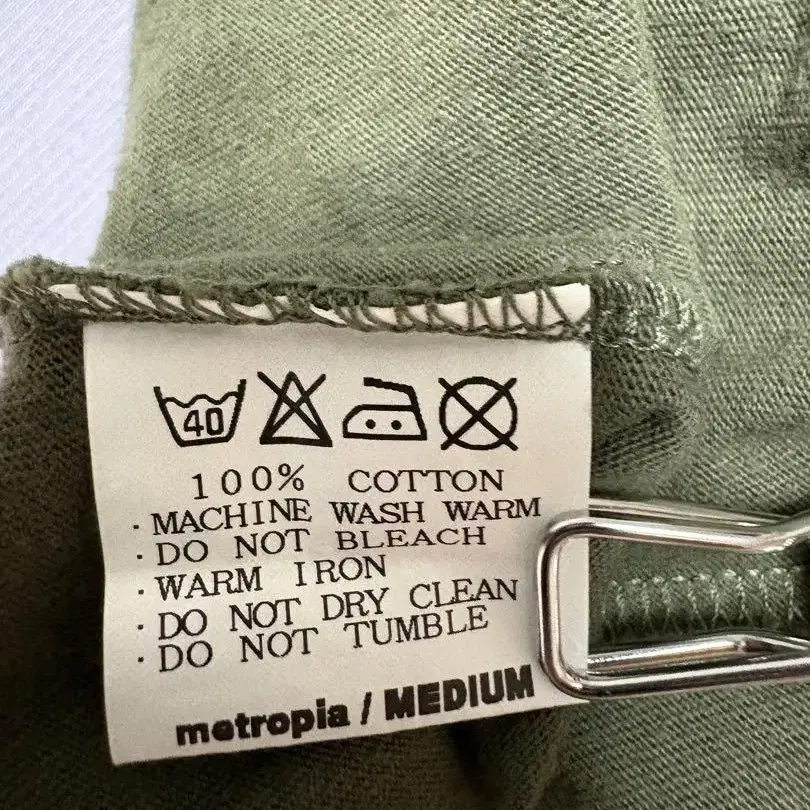 40
100% COTTON
· MACHINE WASH WARM
· DO NOT BLEACH
· WARM IRON
· DO NOT DRY CLEAN
· DO NOT TUMBLE
metropia / MEDIUM